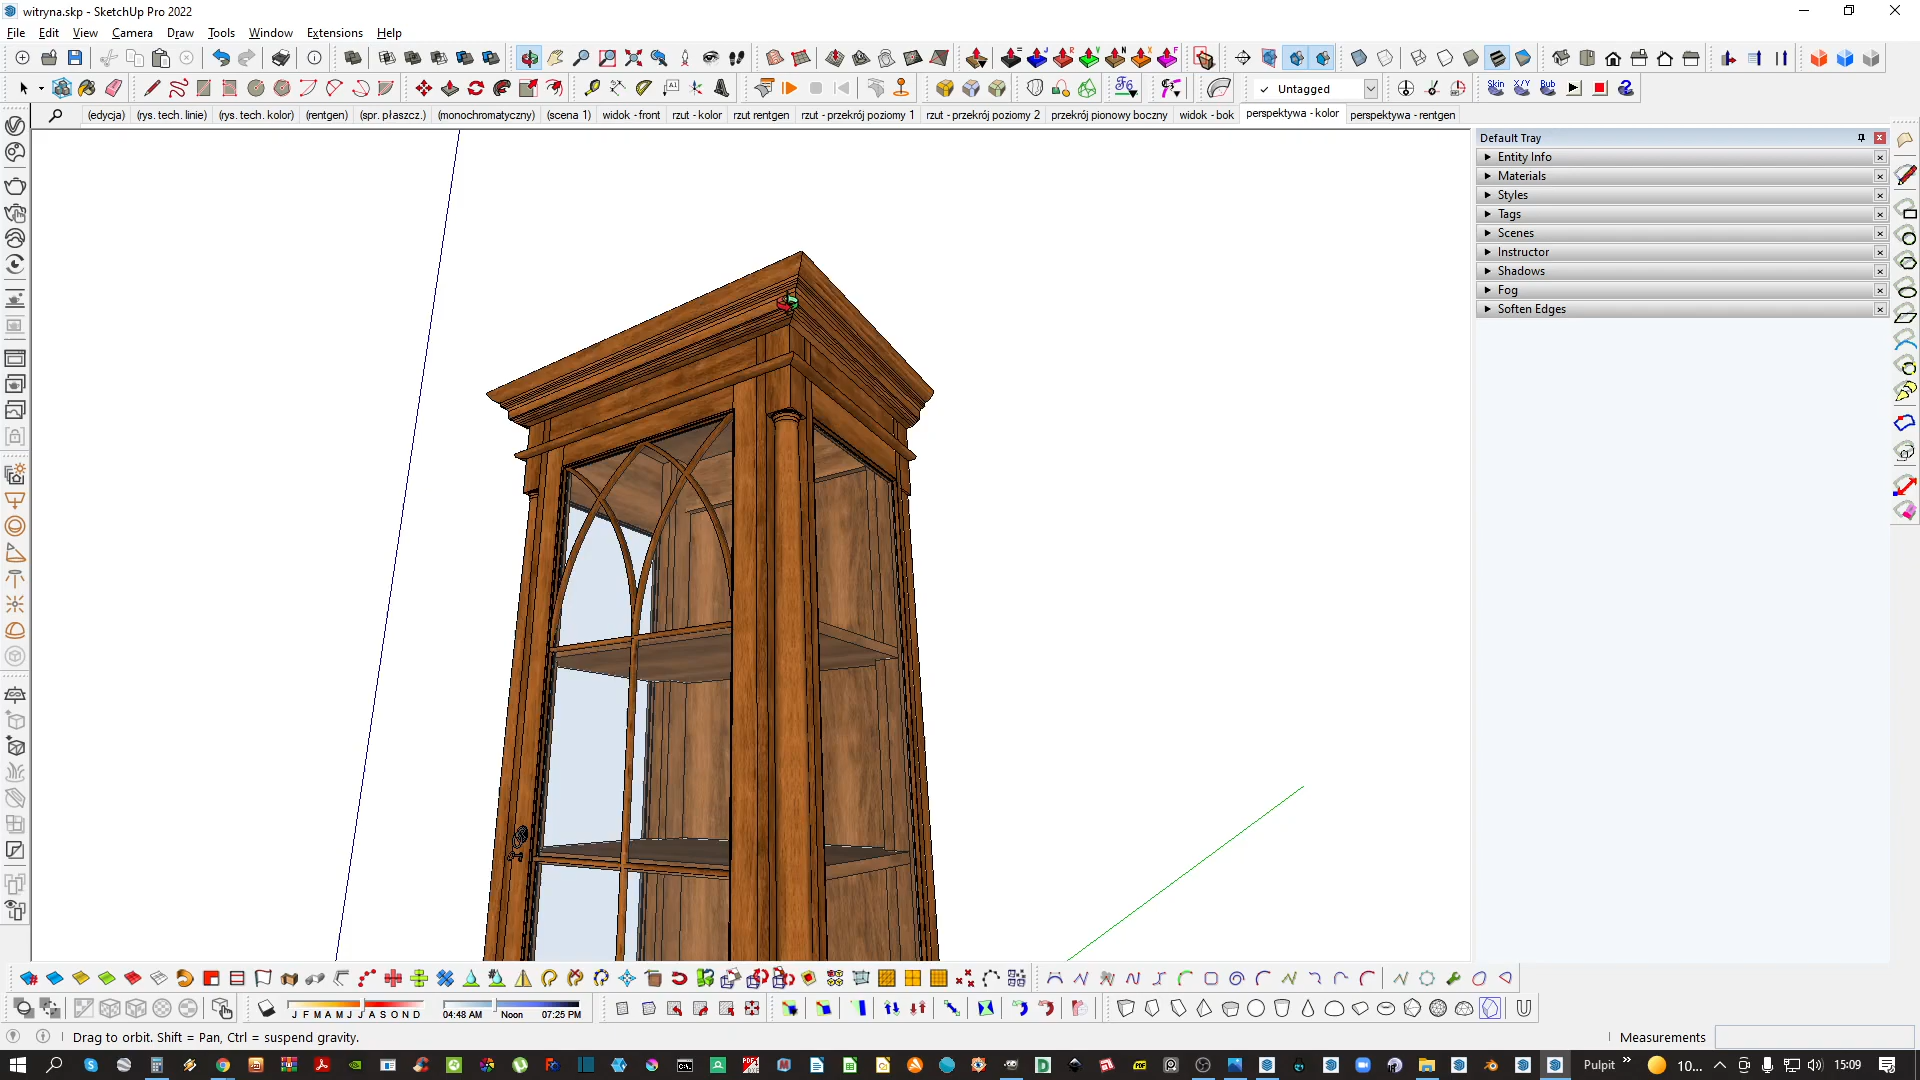 witryna.skp - SketchUp Pro 2022
File Edit View Camera Draw Tools Window Extensions Help
Untagged
Skin X/Y Bub
(edycja) (rys. tech. linie) (rys. tech. kolor) (rentgen) (spr. płaszcz.) (monochromatyczny) (scena 1) widok - front rzut - kolor rzut rentgen rzut - przekrój poziomy 1 rzut - przekrój poziomy 2 przekrój pionowy boczny widok - bok perspektywa - kolor perspektywa - rentgen
Default Tray
Entity Info
Materials
Styles
Tags
Scenes
Instructor
Shadows
Fog
Soften Edges
J F M A M J J A S O N D 04:48 AM Noon 07:25 PM
Drag to orbit. Shift = Pan, Ctrl = suspend gravity.
Measurements
Pulpit » 10... 15:09